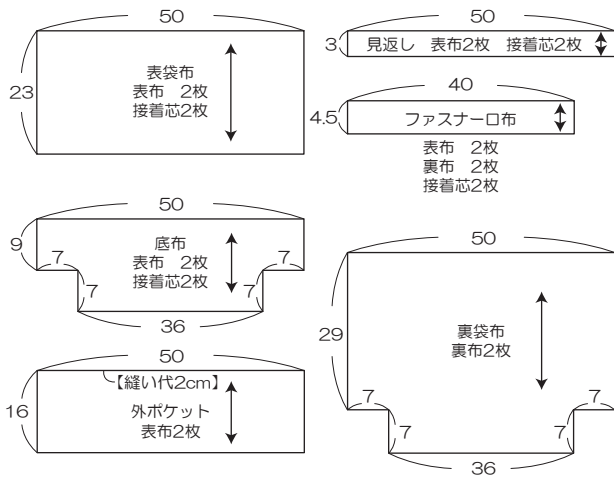 50
23
表袋布
表布 2枚
接着芯2枚
50
9
7
7
7
7
底布
表布 2枚
接着芯2枚
36
50
【縫い代2cm】
16
外ポケット
表布2枚
50
3
見返し 表布2枚 接着芯2枚
40
4.5
ファスナー口布
表布 2枚
裏布 2枚
接着芯2枚
50
29
裏袋布
裏布2枚
7
7
7
7
36